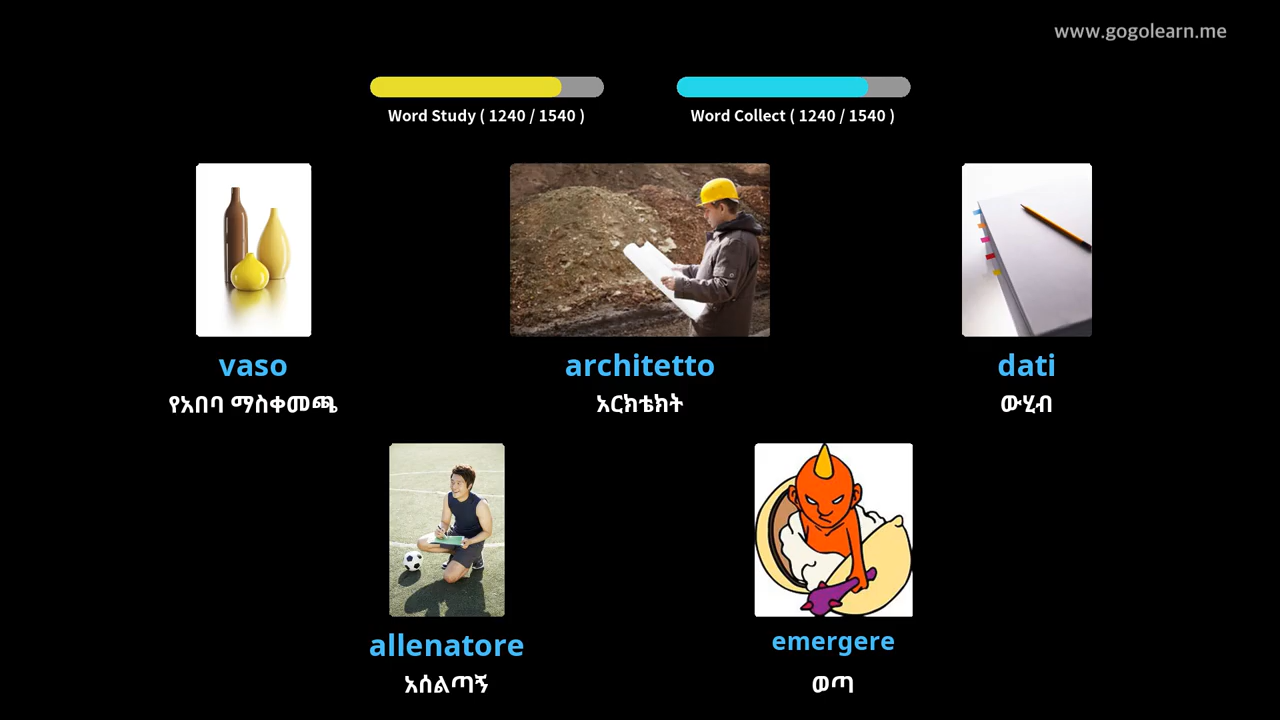 www.gogolearn.me
Word Study ( 1240 / 1540 )
Word Collect ( 1240 / 1540 )
vaso
architetto
dati
የአበባ ማስቀመጫ
አርክቴክት
ውሂብ
allenatore
emergere
አሰልጣኝ
ወጣ